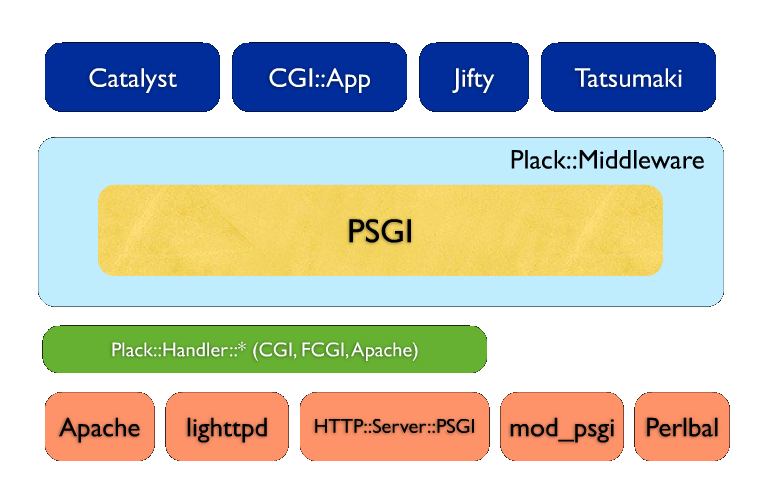 Catalyst
CGI::App
Jifty
Tatsumaki
Plack::Middleware
PSGI
Plack::Handler::* (CGI, FCGI, Apache)
Apache
lighttpd
HTTP::Server::PSGI
mod_psgi
Perlbal